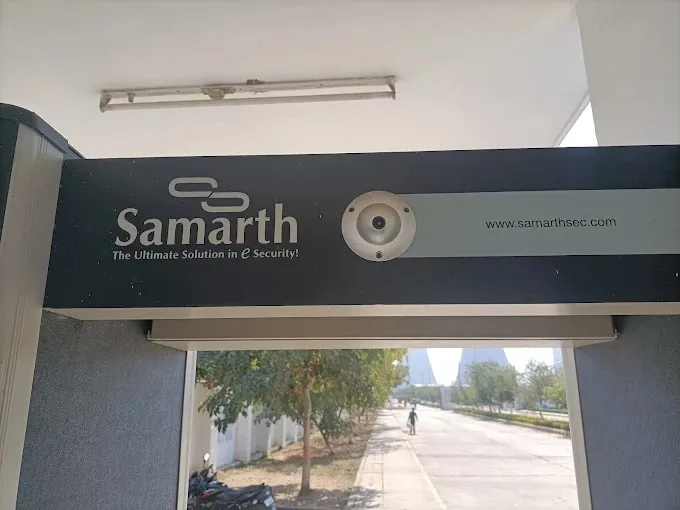 Samarth
The Ultimate Solution in e Security!
www.samarthsec.com